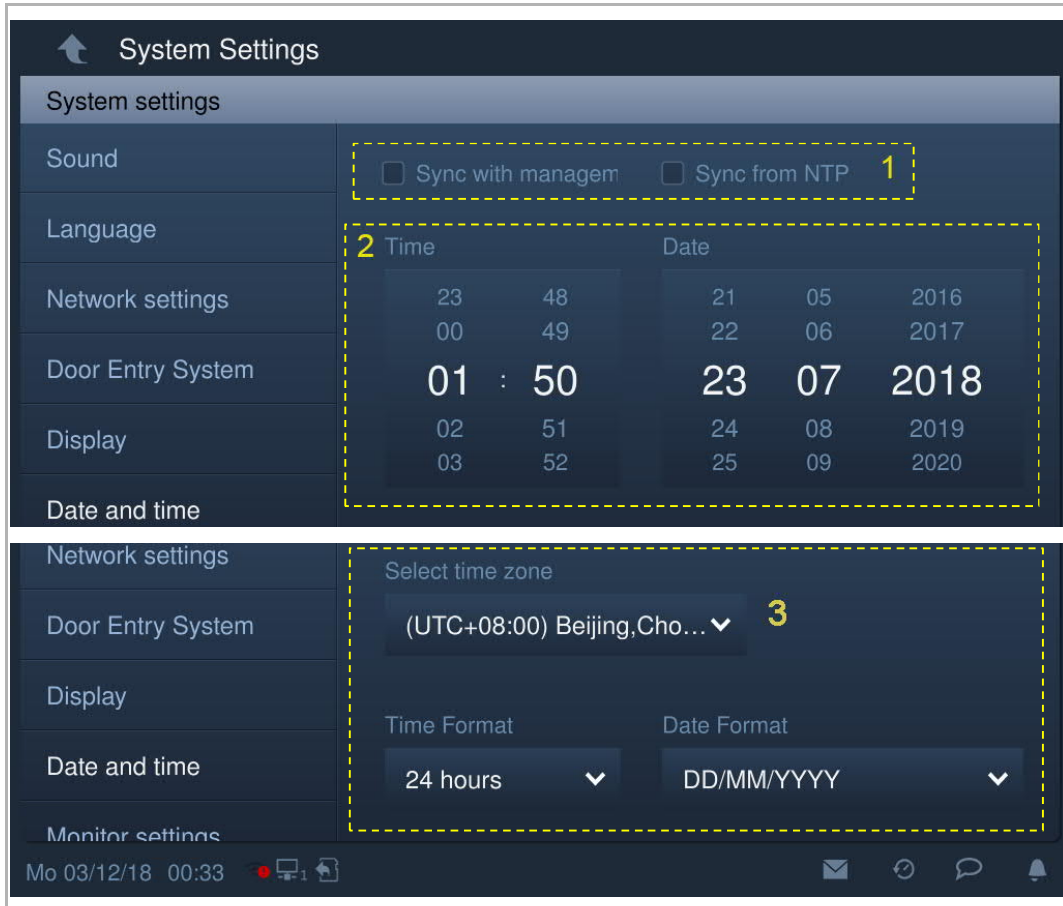 System Settings
System settings
Sound
Sync with managem
Sync from NTP
1
Language
2
Time
Date
Network settings
23 48 21 05 2016
00 49 22 06 2017
Door Entry System
01 : 50 23 07 2018
Display
02 51 24 08 2019
03 52 25 09 2020
Date and time
Network settings
Select time zone
Door Entry System
(UTC+08:00) Beijing,Cho...
3
Display
Time Format
Date Format
Date and time
24 hours
DD/MM/YYYY
Monitor settings
Mo 03/12/18 00:33
1